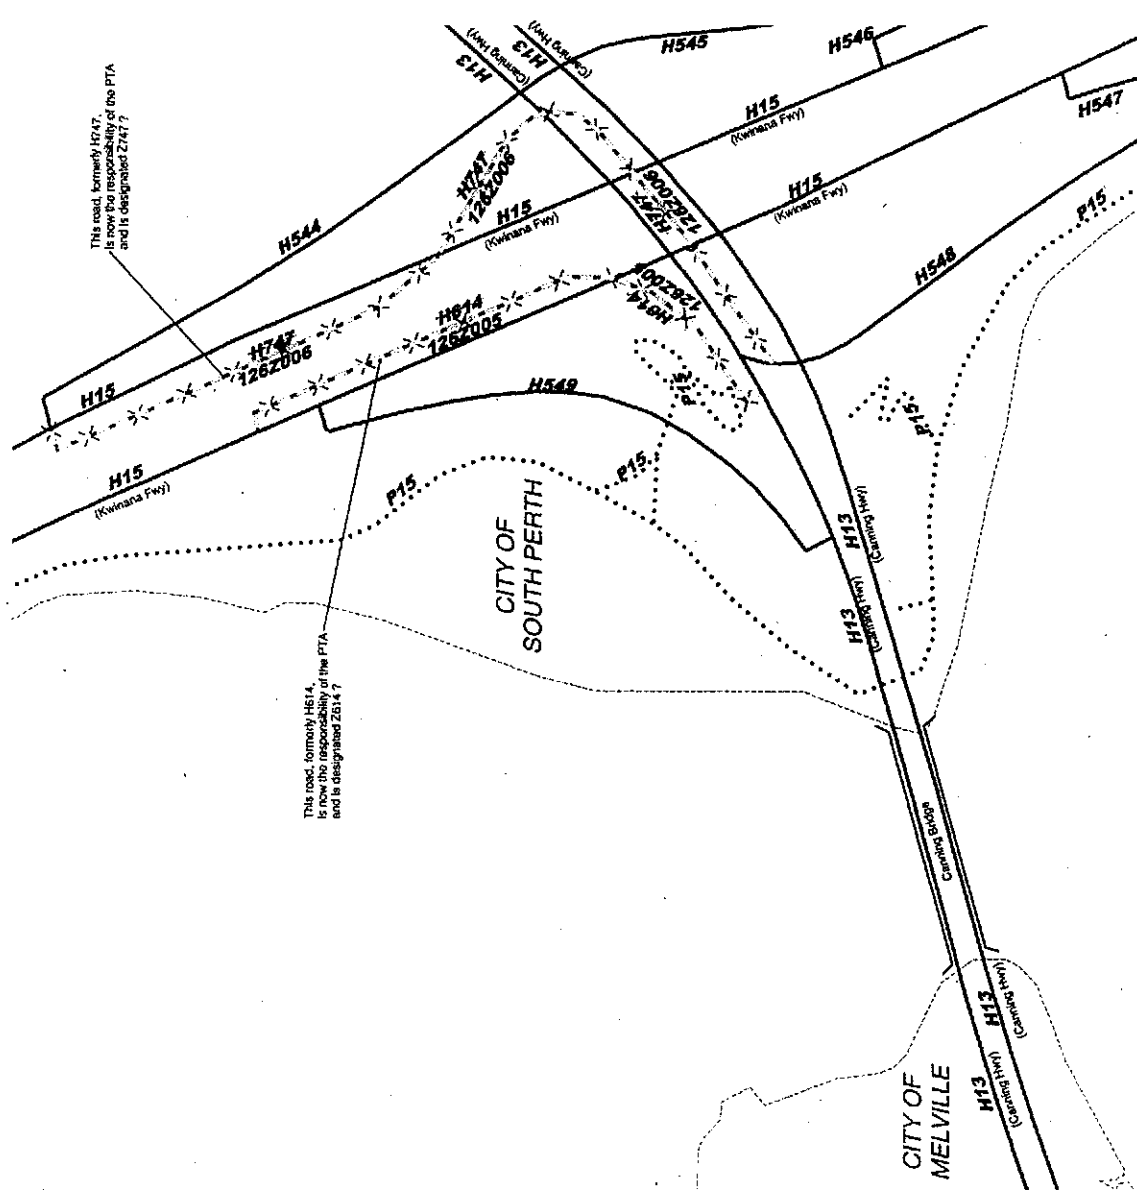 H13
(Canning Hwy)
H13
(Canning Hwy)
H545
H546
H547
H15
(Kwinana Fwy)
H15
(Kwinana Fwy)
This road, formerly H747,
is now the responsibility of the PTA
and is designated Z747 ?
H544
H747
126Z006
H15
(Kwinana Fwy)
H747
126Z006
P15
H548
H614
126Z005
H614
126Z005
H747
126Z006
H15
H549
P15
P15
H15
(Kwinana Fwy)
P15
P15
CITY OF
SOUTH PERTH
H13
(Canning Hwy)
H13
(Canning Hwy)
This road, formerly H614,
is now the responsibility of the PTA
and is designated Z614 ?
Canning Bridge
H13
(Canning Hwy)
H13
(Canning Hwy)
CITY OF
MELVILLE